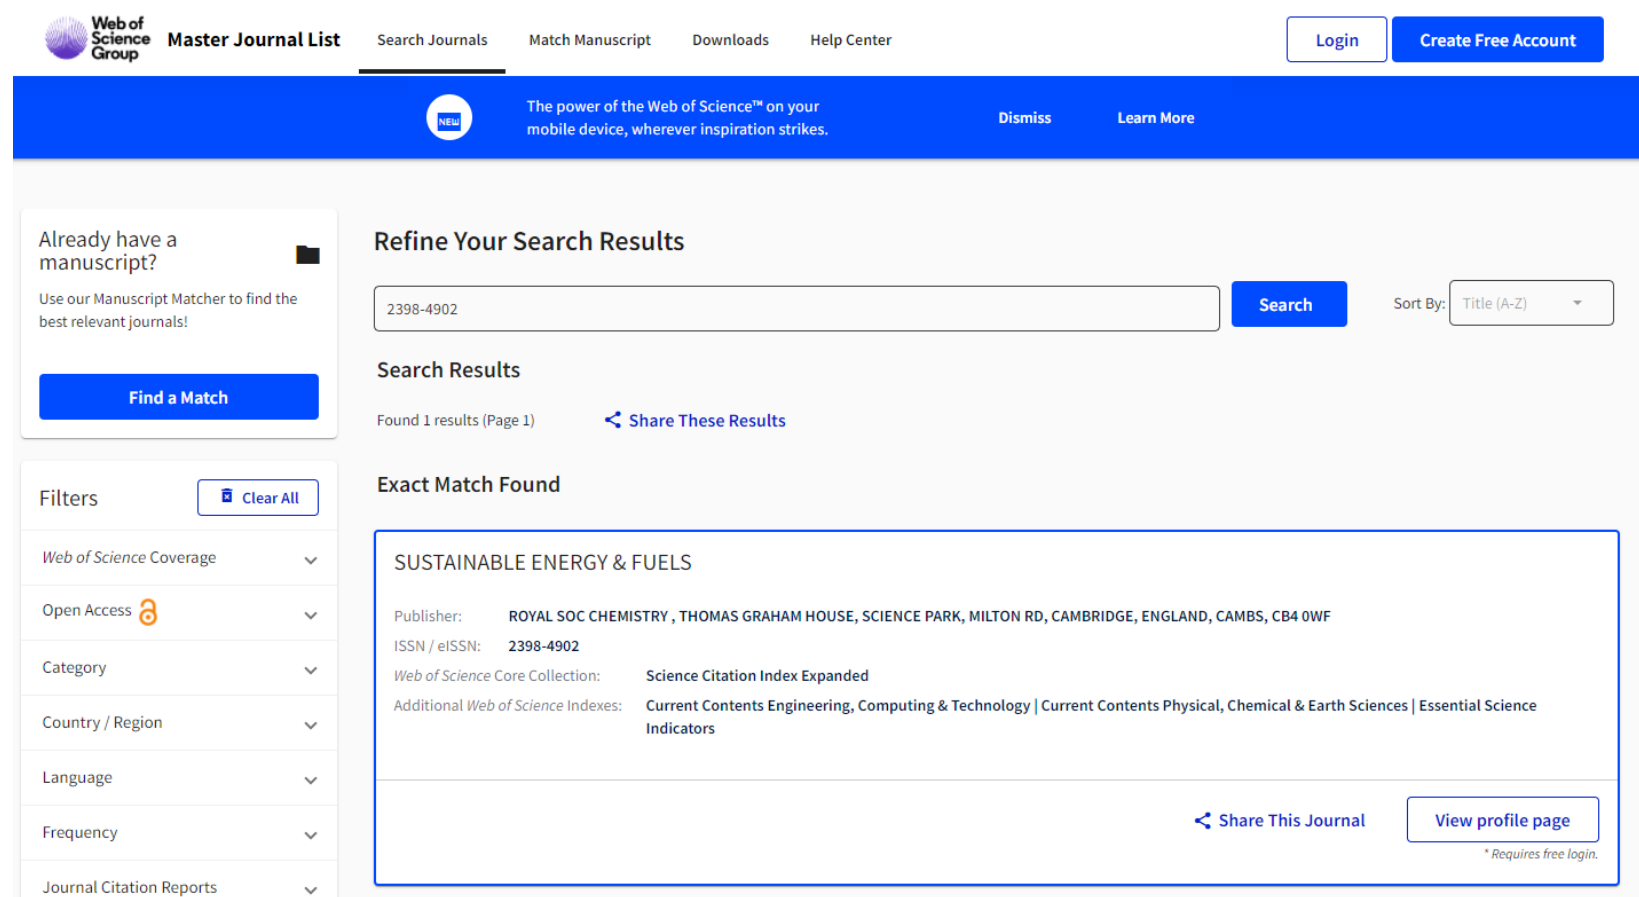 Web of
Science
Group
Master Journal List
Search Journals
Match Manuscript
Downloads
Help Center
Login
Create Free Account
NEW
The power of the Web of Science™ on your
mobile device, wherever inspiration strikes.
Dismiss
Learn More
Already have a
manuscript?
Use our Manuscript Matcher to find the
best relevant journals!
Find a Match
Filters
Clear All
Web of Science Coverage
Open Access
Category
Country / Region
Language
Frequency
Journal Citation Reports
Refine Your Search Results
2398-4902
Search
Sort By:
Title (A-Z)
Search Results
Found 1 results (Page 1)
Share These Results
Exact Match Found
SUSTAINABLE ENERGY & FUELS
Publisher: ROYAL SOC CHEMISTRY , THOMAS GRAHAM HOUSE, SCIENCE PARK, MILTON RD, CAMBRIDGE, ENGLAND, CAMBS, CB4 0WF
ISSN / eISSN: 2398-4902
Web of Science Core Collection: Science Citation Index Expanded
Additional Web of Science Indexes: Current Contents Engineering, Computing & Technology | Current Contents Physical, Chemical & Earth Sciences | Essential Science
Indicators
Share This Journal
View profile page
* Requires free login.